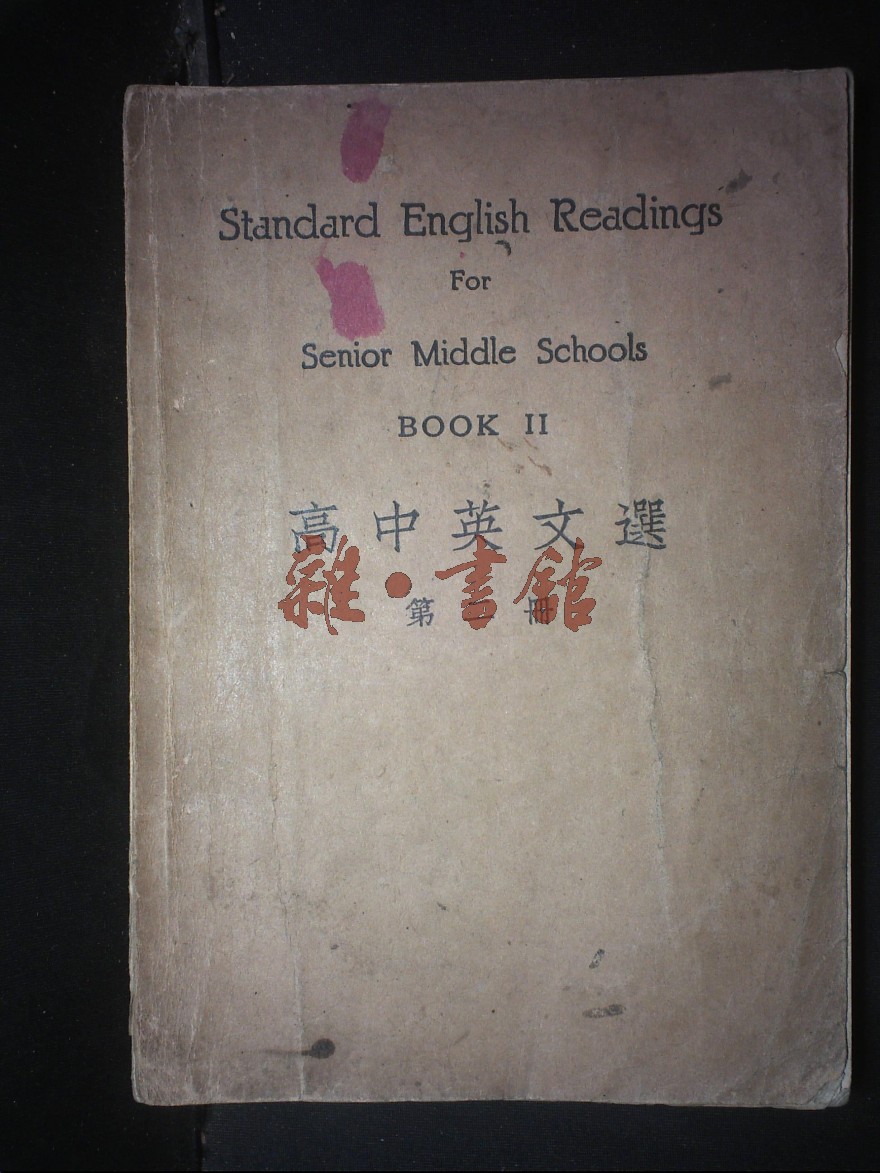 Standard English Readings
For
Senior Middle Schools
BOOK II
高中英文選
雜·書館
第二冊